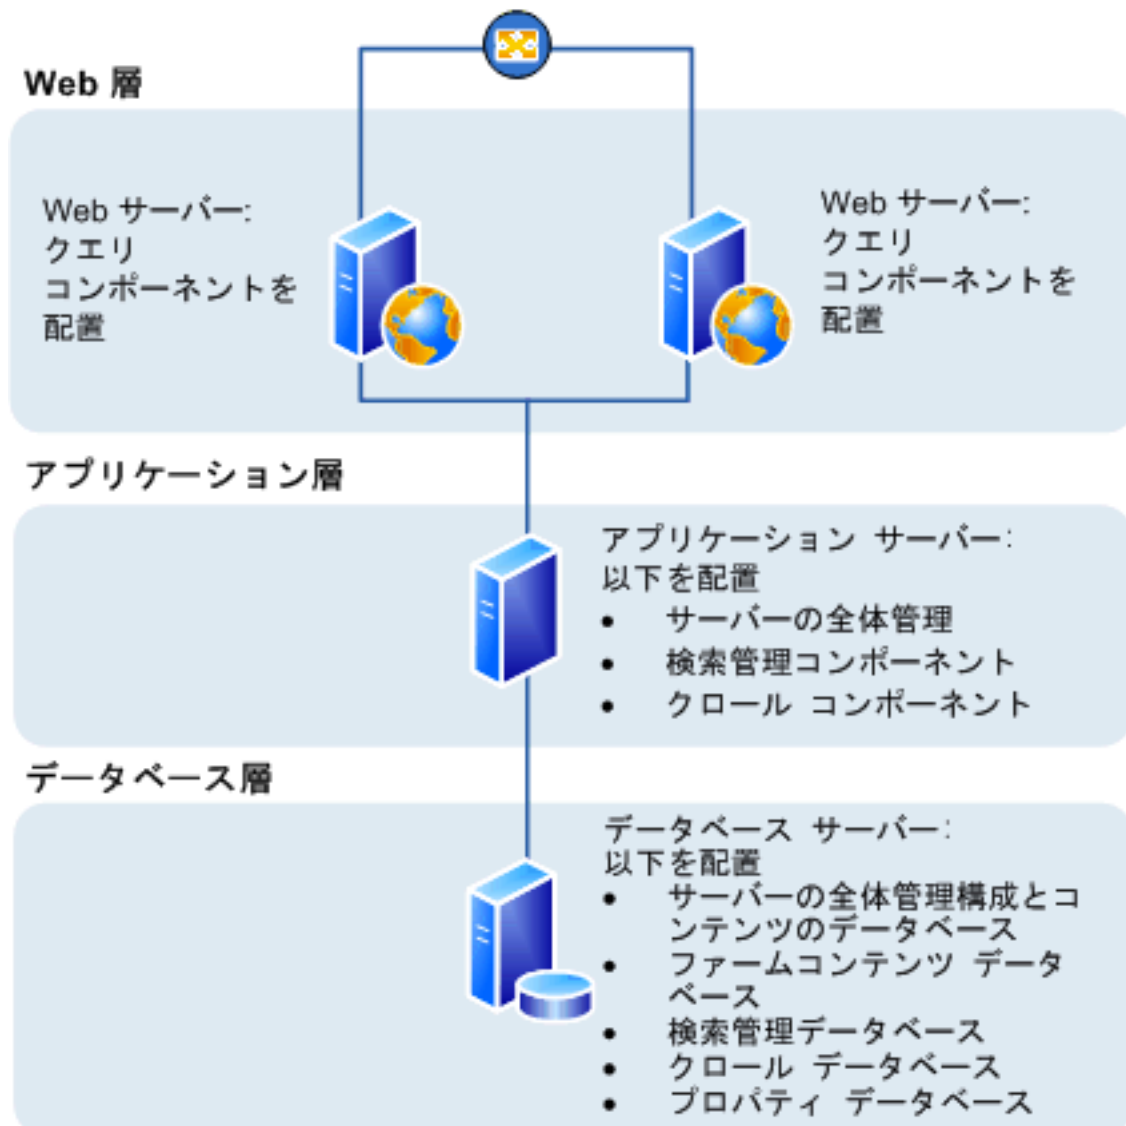 Web 層
Web サーバー:
クエリ
コンポーネントを
配置
Web サーバー:
クエリ
コンポーネントを
配置
アプリケーション層
アプリケーション サーバー:
以下を配置
• サーバーの全体管理
• 検索管理コンポーネント
• クロール コンポーネント
データベース層
データベース サーバー:
以下を配置
• サーバーの全体管理構成とコ
ンテンツのデータベース
• ファームコンテンツ データ
ベース
• 検索管理データベース
• クロール データベース
• プロパティ データベース